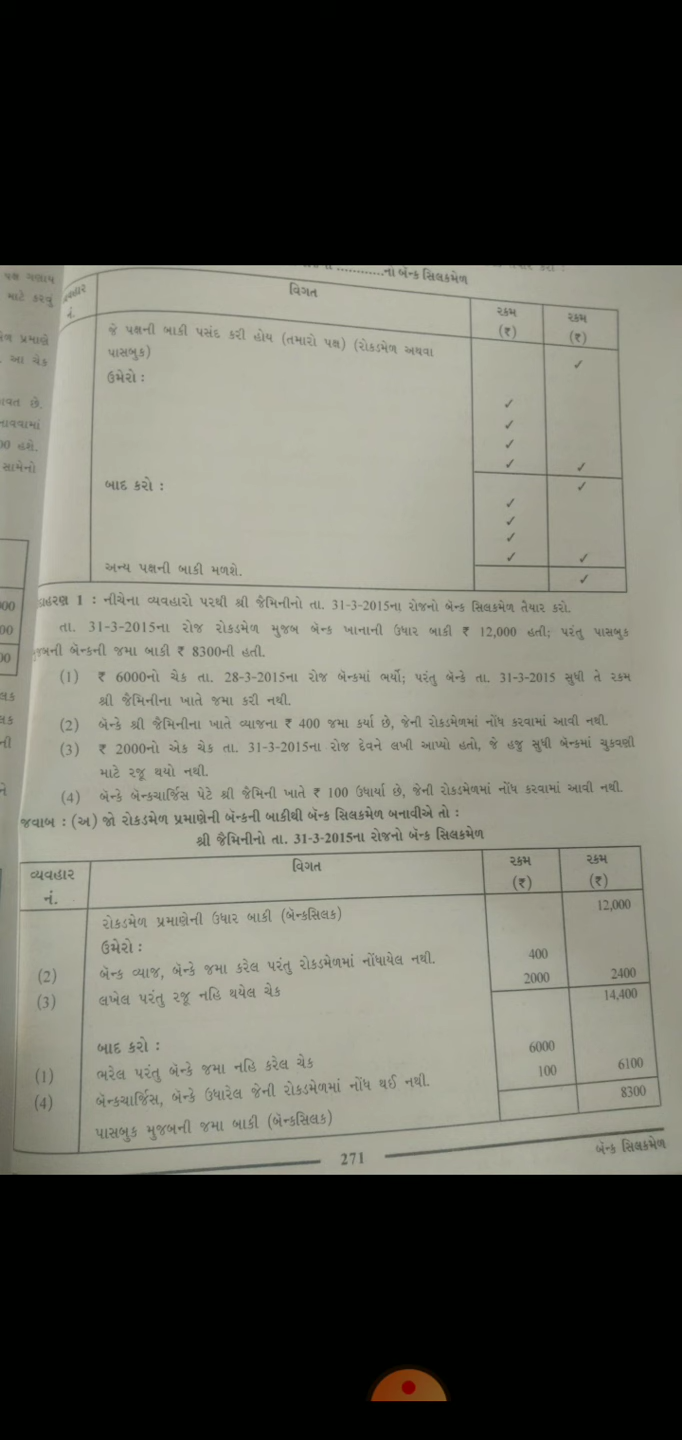 .............નો બૅન્ક સિલકમેળ
પક્ષ ગણાય
માટે કરવું
પ્રમાણે
આ ચેક
છે.
હશે.
સામેનો
નં.
વિગત
રકમ
(₹)
રકમ
(₹)
જે પક્ષની બાકી પસંદ કરી હોય (તમારો પક્ષ) (રોકડમેળ અથવા
પાસબુક) ✓
ઉમેરો :
✓
✓
✓
✓ ✓
બાદ કરો : ✓
✓
✓
✓
✓ ✓
અન્ય પક્ષની બાકી મળશે. ✓
1 : નીચેના વ્યવહારો પરથી શ્રી જૈમિનીનો તા. 31-3-2015ના રોજનો બૅન્ક સિલકમેળ તૈયાર કરો.
તા. 31-3-2015ના રોજ રોકડમેળ મુજબ બૅન્ક ખાનાની ઉધાર બાકી ₹ 12,000 હતી; પરંતુ પાસબુક
બૅન્કની જમા બાકી ₹ 8300ની હતી.
(1) ₹ 6000નો ચેક તા. 28-3-2015ના રોજ બૅન્કમાં ભર્યો; પરંતુ બૅન્કે તા. 31-3-2015 સુધી તે રકમ
શ્રી જૈમિનીના ખાતે જમા કરી નથી.
(2) બૅન્કે શ્રી જૈમિનીના ખાતે વ્યાજના ₹ 400 જમા કર્યા છે, જેની રોકડમેળમાં નોંધ કરવામાં આવી નથી.
(3) ₹ 2000નો એક ચેક તા. 31-3-2015ના રોજ દેવને લખી આપ્યો હતો, જે હજુ સુધી બૅન્કમાં ચુકવણી
માટે રજૂ થયો નથી.
(4) બૅન્કે બૅન્કચાર્જિસ પેટે શ્રી જૈમિની ખાતે ₹ 100 ઉધાર્યા છે, જેની રોકડમેળમાં નોંધ કરવામાં આવી નથી.
જવાબ : (અ) જો રોકડમેળ પ્રમાણેની બૅન્કની બાકીથી બૅન્ક સિલકમેળ બનાવીએ તો :
શ્રી જૈમિનીનો તા. 31-3-2015ના રોજનો બૅન્ક સિલકમેળ
વ્યવહાર
નં.
વિગત
રકમ
(₹)
રકમ
(₹)
રોકડમેળ પ્રમાણેની ઉધાર બાકી (બૅન્કસિલક) 12,000
ઉમેરો :
(2) બૅન્ક વ્યાજ, બૅન્કે જમા કરેલ પરંતુ રોકડમેળમાં નોંધાયેલ નથી. 400
(3) લખેલ પરંતુ રજૂ નહિ થયેલ ચેક 2000 2400
14,400
બાદ કરો :
(1) ભરેલ પરંતુ બૅન્કે જમા નહિ કરેલ ચેક 6000
(4) બૅન્કચાર્જિસ, બૅન્કે ઉધારેલ જેની રોકડમેળમાં નોંધ થઈ નથી. 100 6100
પાસબુક મુજબની જમા બાકી (બૅન્કસિલક) 8300
271
બૅન્ક સિલકમેળ